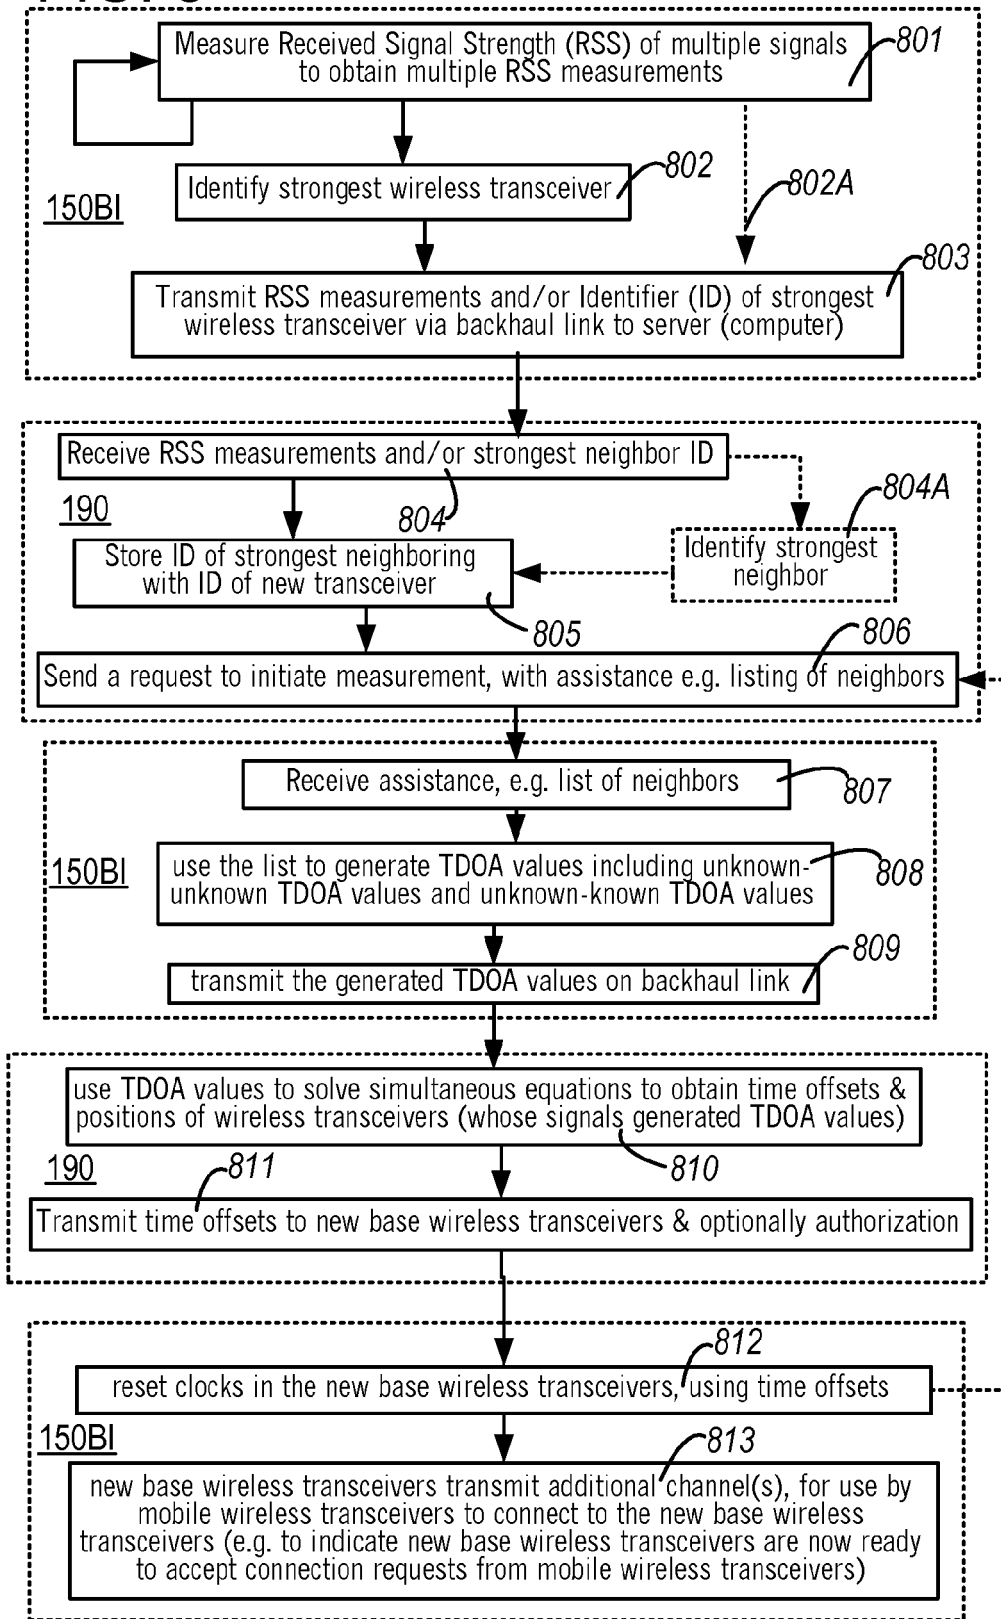 Measure Received Signal Strength (RSS) of multiple signals
to obtain multiple RSS measurements
801
Identify strongest wireless transceiver
802
802A
150BI
803
Transmit RSS measurements and/or Identifier (ID) of strongest
wireless transceiver via backhaul link to server (computer)
Receive RSS measurements and/or strongest neighbor ID
190
804
804A
Store ID of strongest neighboring
with ID of new transceiver
Identify strongest
neighbor
805
806
Send a request to initiate measurement, with assistance e.g. listing of neighbors
Receive assistance, e.g. list of neighbors
807
150BI
use the list to generate TDOA values including unknown-
unknown TDOA values and unknown-known TDOA values
808
809
transmit the generated TDOA values on backhaul link
use TDOA values to solve simultaneous equations to obtain time offsets &
positions of wireless transceivers (whose signals generated TDOA values)
190
811
810
Transmit time offsets to new base wireless transceivers & optionally authorization
812
reset clocks in the new base wireless transceivers, using time offsets
150BI
813
new base wireless transceivers transmit additional channel(s), for use by
mobile wireless transceivers to connect to the new base wireless
transceivers (e.g. to indicate new base wireless transceivers are now ready
to accept connection requests from mobile wireless transceivers)